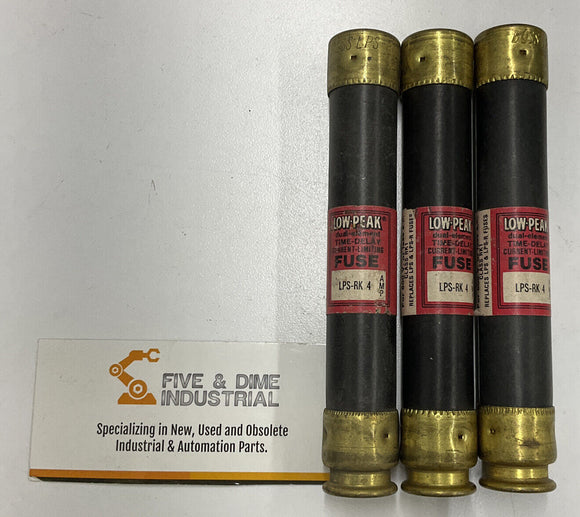 S LPS
LOW-PEAK®
dual-element
TIME-DELAY
CURRENT-LIMITING
FUSE
LPS-RK 4
AMP
LOW-PEAK
dual-element
TIME-DELAY
CURRENT-LIMITING
FUSE
LPS-RK 4
REPLACES LPS & LPS-R FUSES
LOW-PEAK
dual-element
TIME-DELAY
CURRENT-LIMITING
FUSE
LPS-RK 4
REPLACES LPS & LPS-R FUSES
FIVE & DIME
INDUSTRIAL
Specializing in New, Used and Obsolete
Industrial & Automation Parts.